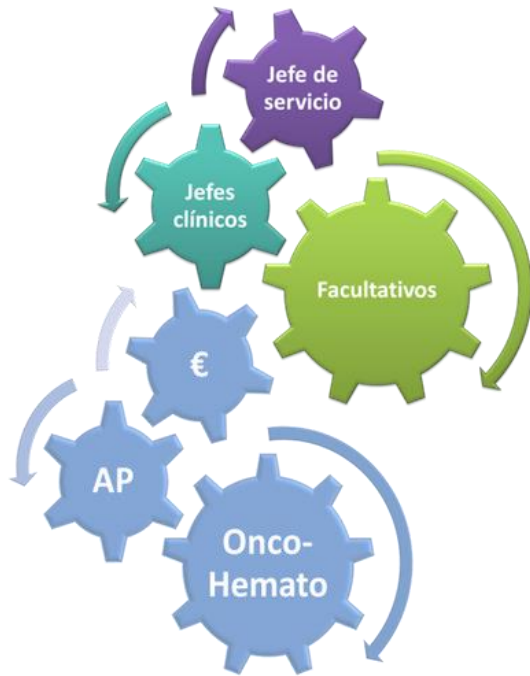 Jefe de
servicio
Jefes
clínicos
Facultativos
€
AP
Onco-
Hemato